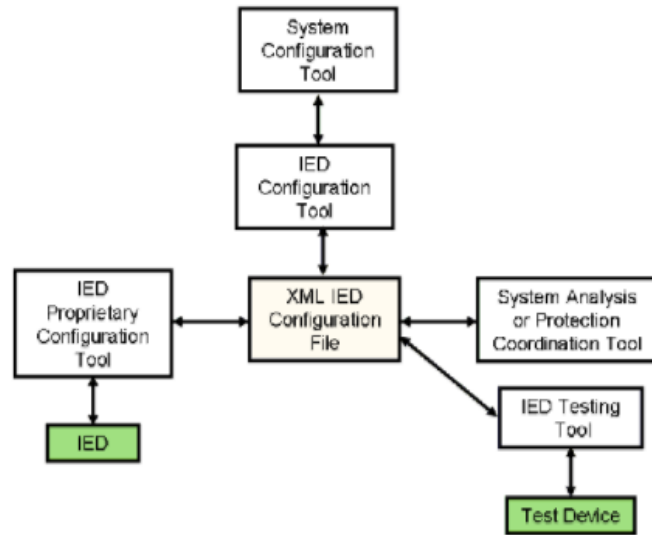 System
Configuration
Tool
IED
Configuration
Tool
IED
Proprietary
Configuration
Tool
XML IED
Configuration
File
System Analysis
or Protection
Coordination Tool
IED Testing
Tool
IED
Test Device